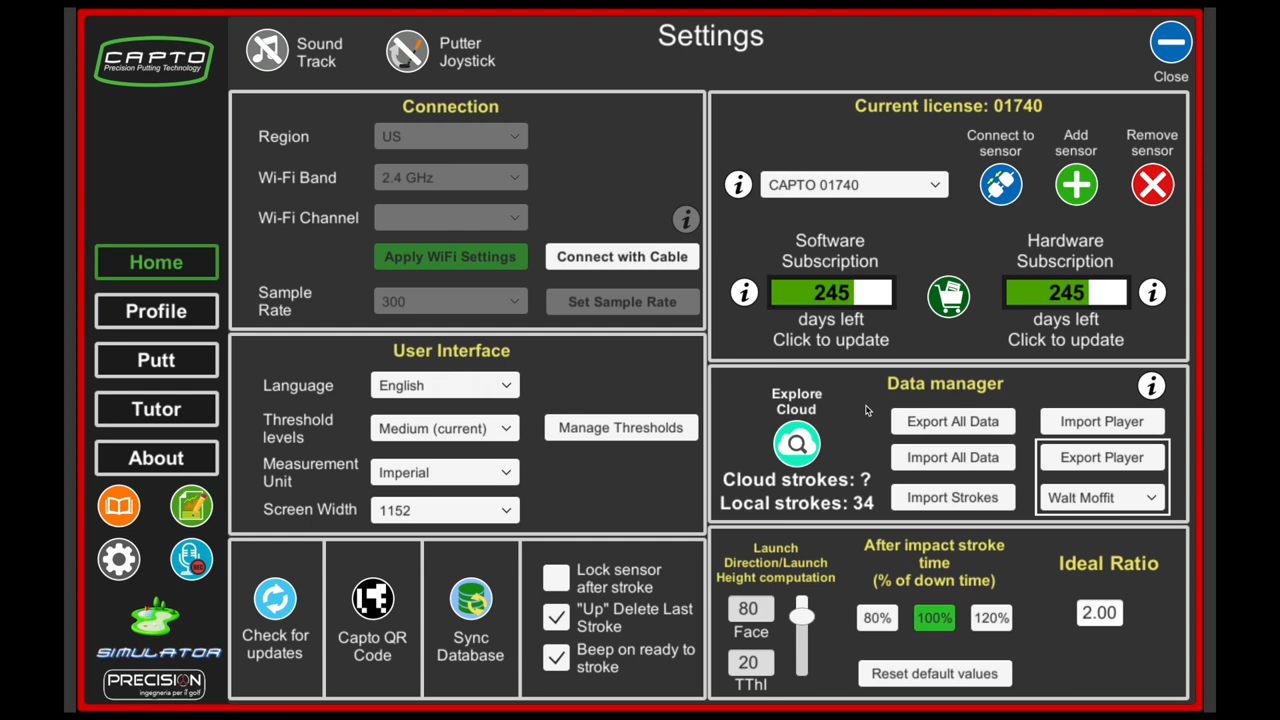 CAPTO
Precision Putting Technology
Sound
Track
Putter
Joystick
Settings
Close
Home
Profile
Putt
Tutor
About
REC
SIMULATOR
PRECISION
ingegneria per il golf
Connection
Region
US
Wi-Fi Band
2.4 GHz
Wi-Fi Channel
Apply WiFi Settings
Connect with Cable
Sample
Rate
300
Set Sample Rate
User Interface
Language
English
Threshold
levels
Medium (current)
Manage Thresholds
Measurement
Unit
Imperial
Screen Width
1152
Check for
updates
Capto QR
Code
Sync
Database
Lock sensor
after stroke
"Up" Delete Last
Stroke
Beep on ready to
stroke
Current license: 01740
Connect to
sensor
Add
sensor
Remove
sensor
CAPTO 01740
Software
Subscription
245
days left
Click to update
Hardware
Subscription
245
days left
Click to update
Data manager
Explore
Cloud
Cloud strokes: ?
Local strokes: 34
Export All Data
Import All Data
Import Strokes
Import Player
Export Player
Walt Moffit
Launch
Direction/Launch
Height computation
80
Face
20
TThI
After impact stroke
time
(% of down time)
80%
100%
120%
Reset default values
Ideal Ratio
2.00